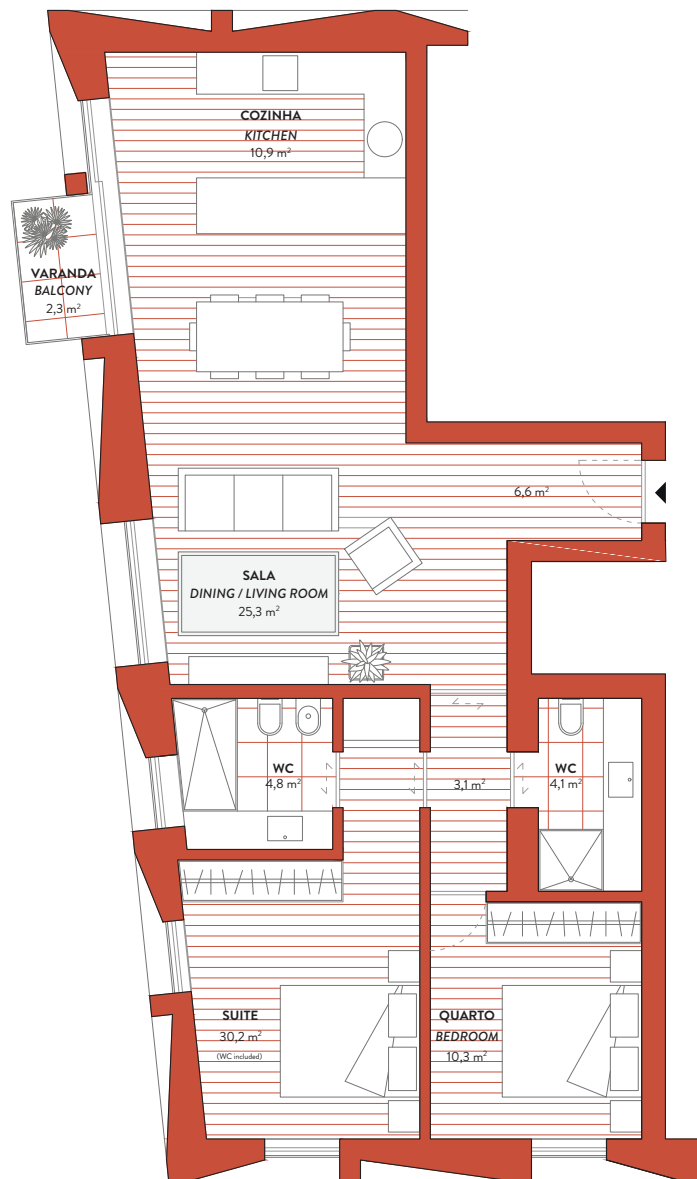 COZINHA
KITCHEN
10,9 m²
VARANDA
BALCONY
2,3 m²
6,6 m²
SALA
DINING / LIVING ROOM
25,3 m²
WC
4,8 m²
3,1 m²
WC
4,1 m²
SUITE
30,2 m²
(WC included)
QUARTO
BEDROOM
10,3 m²